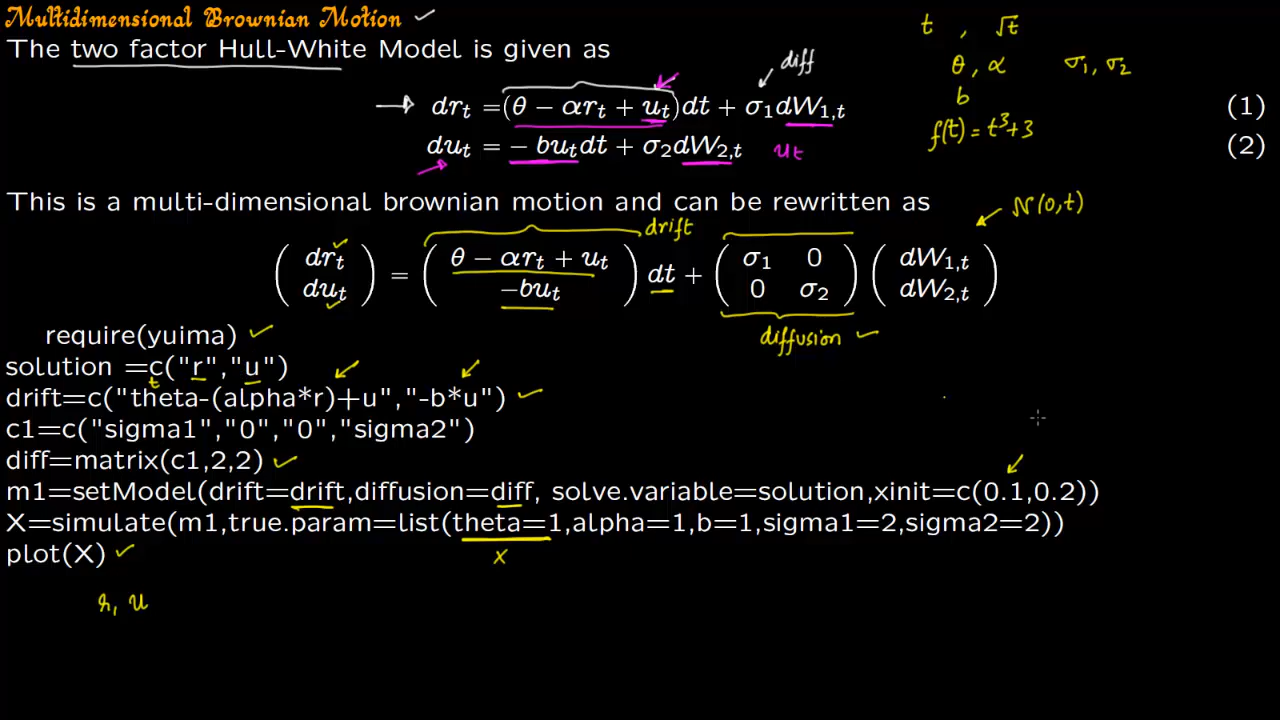 Multidimensional Brownian Motion
t , √t
The two factor Hull-White Model is given as
diff
θ, α σ1, σ2
b
drₜ =(θ − αrₜ + uₜ)dt + σ₁dW₁,ₜ (1)
f(t) = t³+3
duₜ = − buₜdt + σ₂dW₂,ₜ (2)
uₜ
This is a multi-dimensional brownian motion and can be rewritten as
N(0,t)
drift
( drₜ ) = ( θ − αrₜ + uₜ ) dt + ( σ₁ 0 ) ( dW₁,ₜ )
( duₜ ) ( −buₜ ) ( 0 σ₂ ) ( dW₂,ₜ )
require(yuima)
diffusion
solution =c("r","u")
t
drift=c("theta-(alpha*r)+u","-b*u")
c1=c("sigma1","0","0","sigma2")
diff=matrix(c1,2,2)
m1=setModel(drift=drift,diffusion=diff, solve.variable=solution,xinit=c(0.1,0.2))
X=simulate(m1,true.param=list(theta=1,alpha=1,b=1,sigma1=2,sigma2=2))
plot(X)
x
r, u